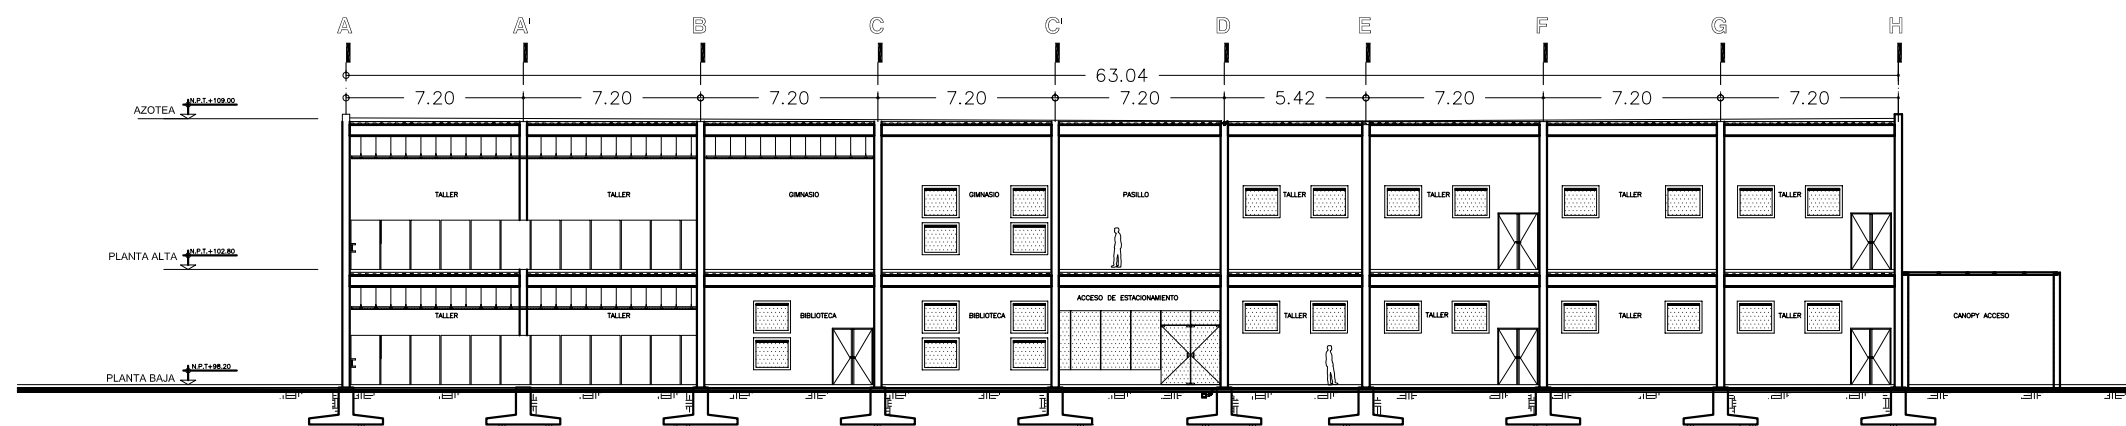 A A' B C C' D E F G H
63.04
7.20 7.20 7.20 7.20 7.20 5.42 7.20 7.20 7.20
N.P.T.+109.00
AZOTEA
TALLER TALLER GIMNASIO GIMNASIO PASILLO TALLER TALLER TALLER TALLER
N.P.T.+102.80
PLANTA ALTA
ACCESO DE ESTACIONAMIENTO
TALLER TALLER BIBLIOTECA BIBLIOTECA TALLER TALLER TALLER TALLER CANOPY ACCESO
N.P.T+98.20
PLANTA BAJA